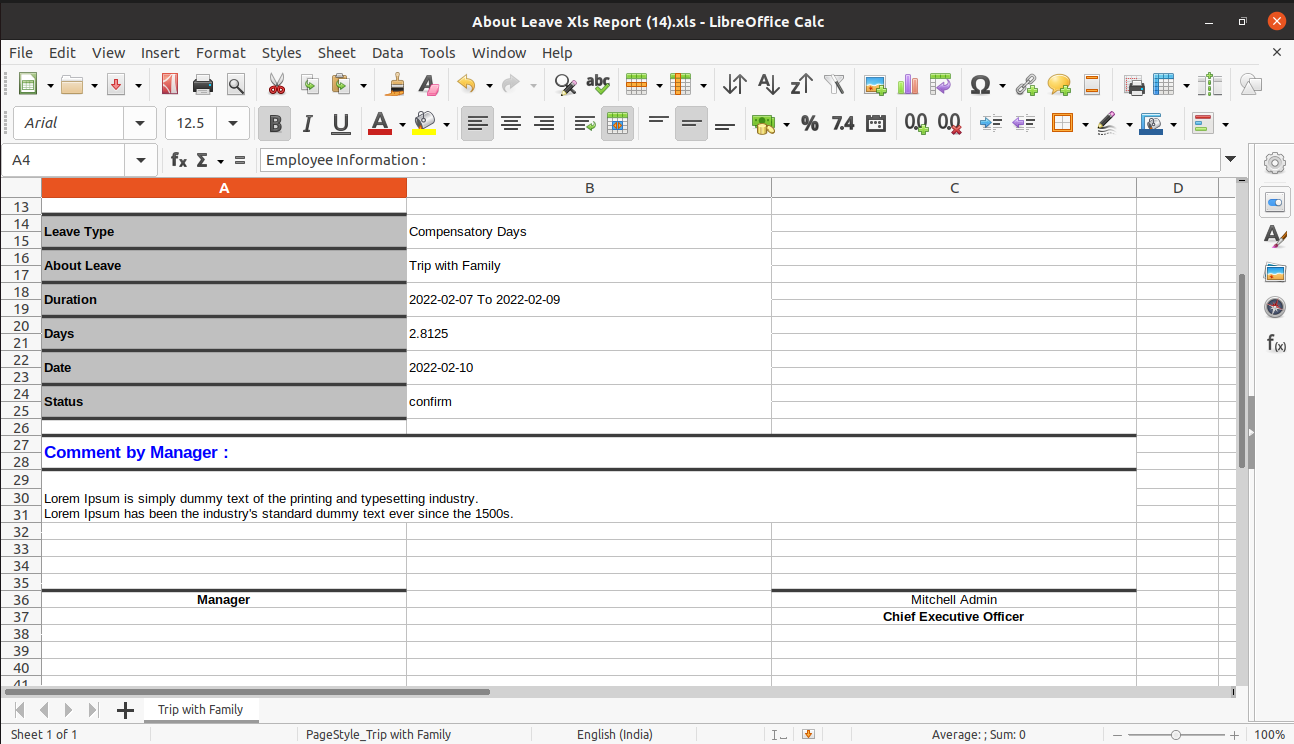 About Leave Xls Report (14).xls - LibreOffice Calc
File Edit View Insert Format Styles Sheet Data Tools Window Help
Arial 12.5
A4 Employee Information :
A B C D
13
14
Leave Type Compensatory Days
15
16
About Leave Trip with Family
17
18
Duration 2022-02-07 To 2022-02-09
19
20
Days 2.8125
21
22
Date 2022-02-10
23
24
Status confirm
25
26
27
Comment by Manager :
28
29
30 Lorem Ipsum is simply dummy text of the printing and typesetting industry.
31 Lorem Ipsum has been the industry's standard dummy text ever since the 1500s.
32
33
34
35
36 Manager Mitchell Admin
37 Chief Executive Officer
38
39
40
41
Trip with Family
Sheet 1 of 1 PageStyle_Trip with Family English (India) Average: ; Sum: 0 100%